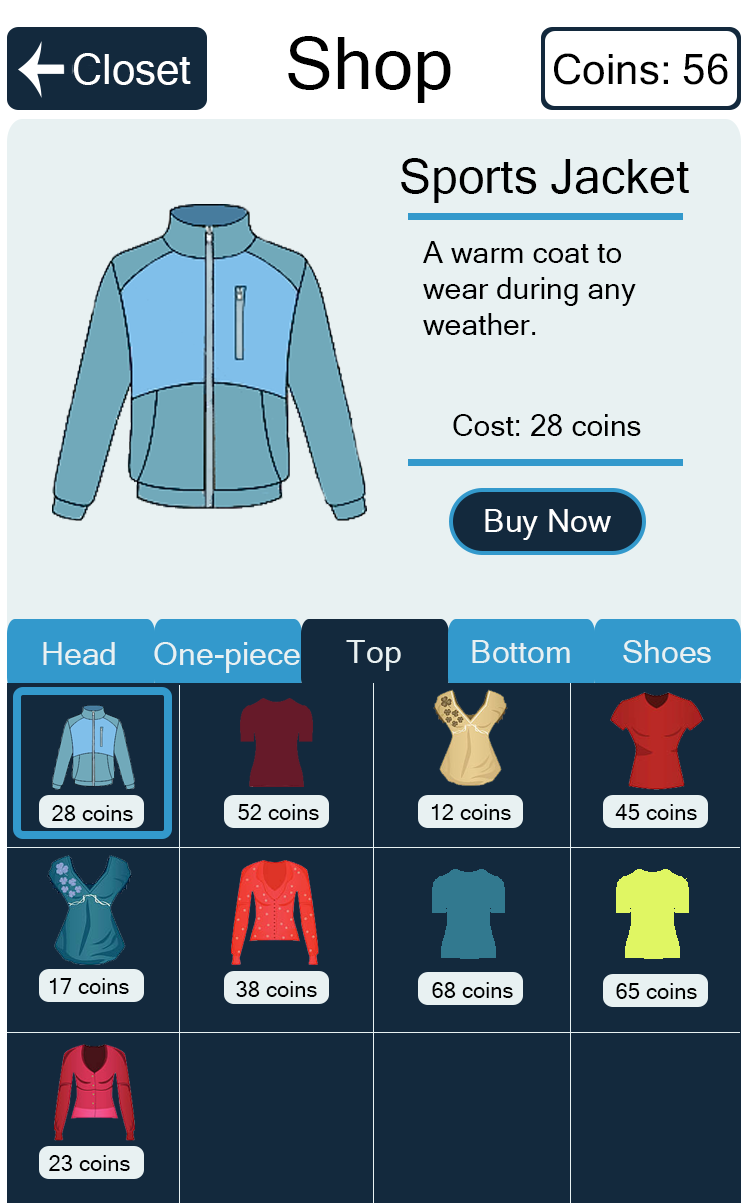 Closet
Shop
Coins: 56
Sports Jacket
A warm coat to
wear during any
weather.
Cost: 28 coins
Buy Now
Head
One-piece
Top
Bottom
Shoes
28 coins
52 coins
12 coins
45 coins
17 coins
38 coins
68 coins
65 coins
23 coins